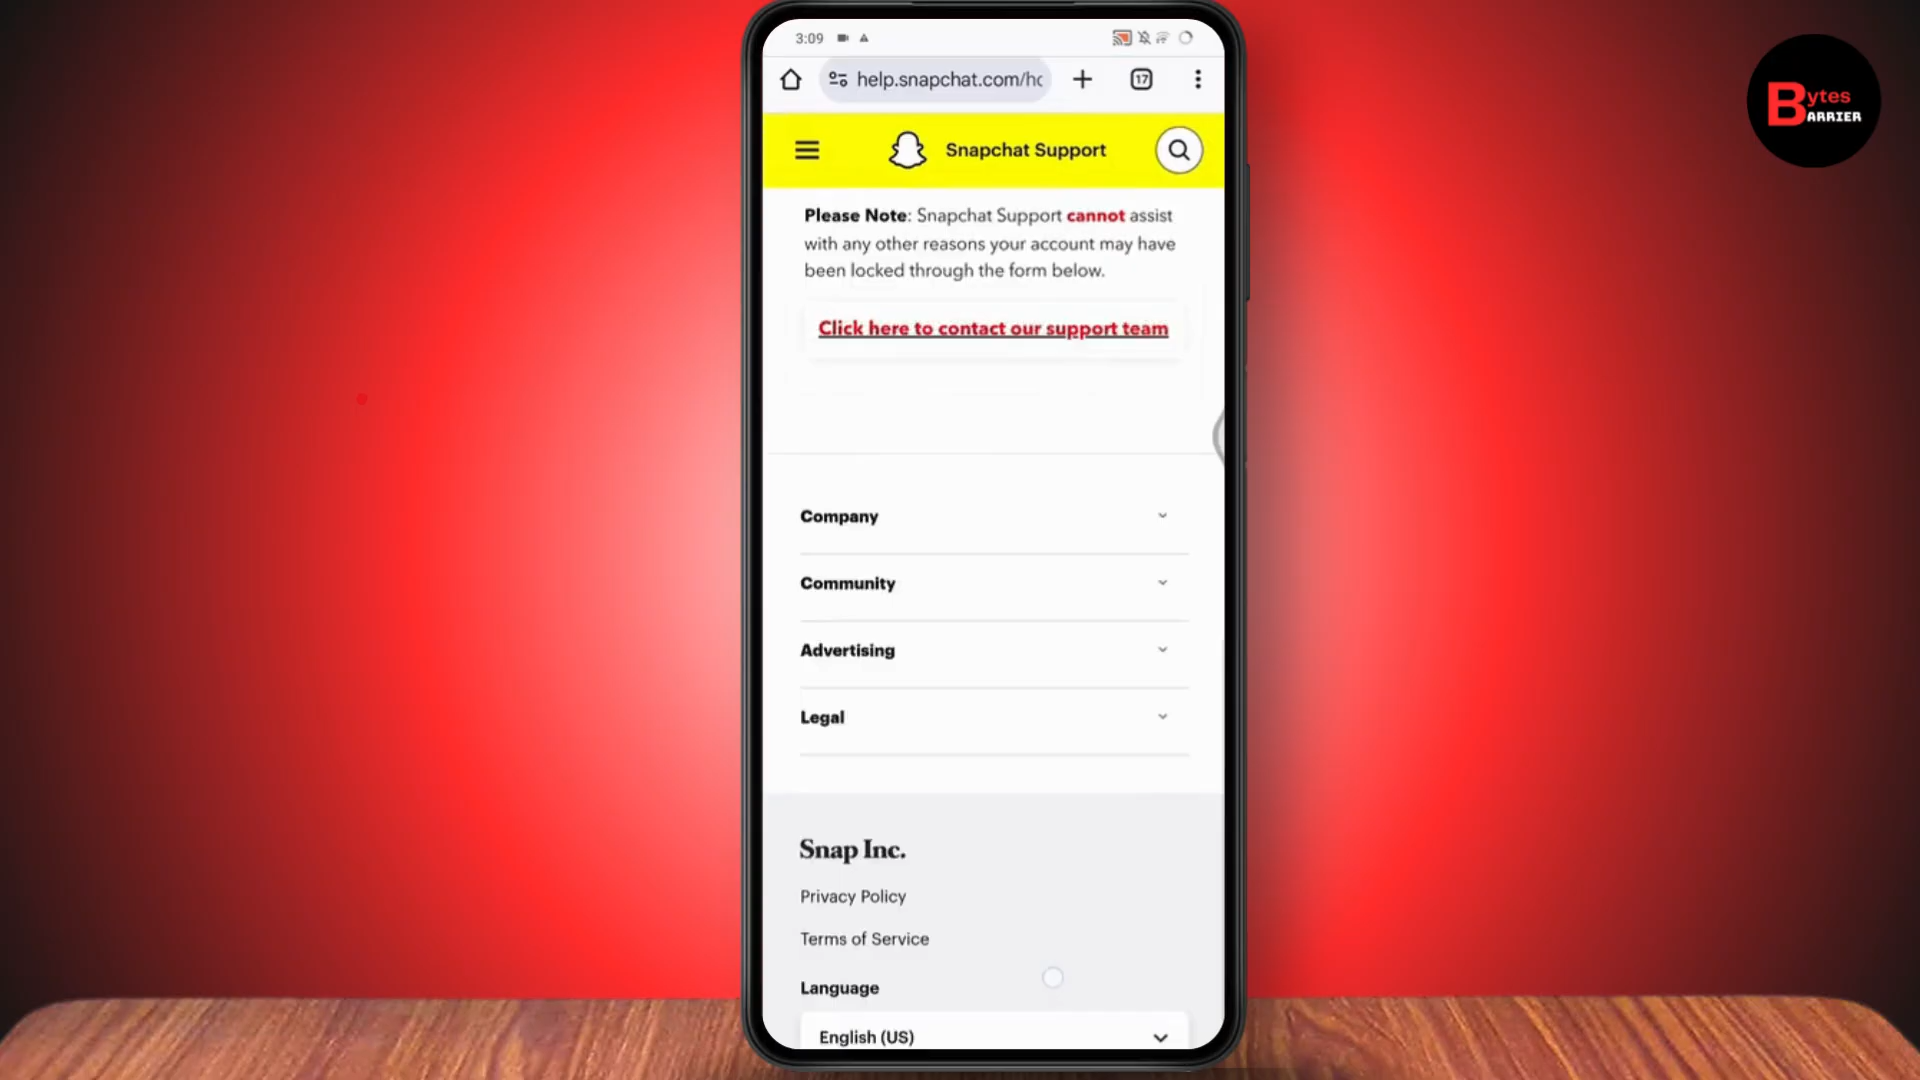 3:09
help.snapchat.com/hc
17
Bytes
BARRIER
Snapchat Support
Please Note: Snapchat Support cannot assist
with any other reasons your account may have
been locked through the form below.
Click here to contact our support team
Company
Community
Advertising
Legal
Snap Inc.
Privacy Policy
Terms of Service
Language
English (US)